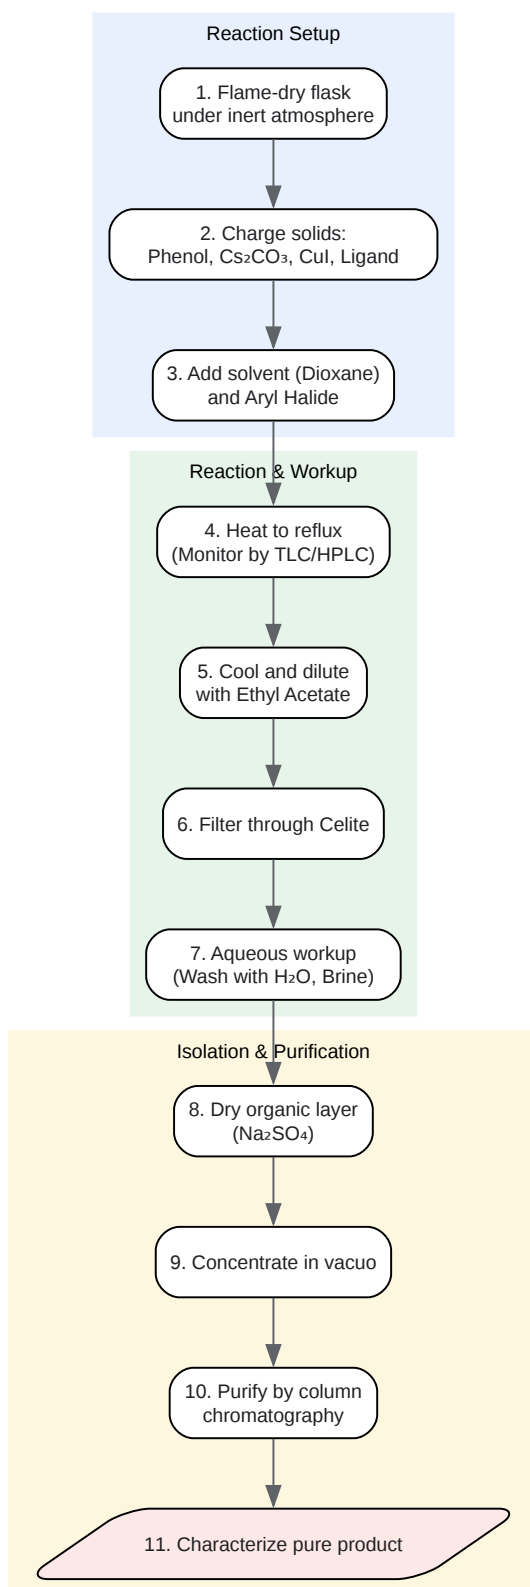 Reaction Setup
1. Flame-dry flask
under inert atmosphere
2. Charge solids:
Phenol, Cs₂CO₃, CuI, Ligand
3. Add solvent (Dioxane)
and Aryl Halide
Reaction & Workup
4. Heat to reflux
(Monitor by TLC/HPLC)
5. Cool and dilute
with Ethyl Acetate
6. Filter through Celite
7. Aqueous workup
(Wash with H₂O, Brine)
Isolation & Purification
8. Dry organic layer
(Na₂SO₄)
9. Concentrate in vacuo
10. Purify by column
chromatography
11. Characterize pure product